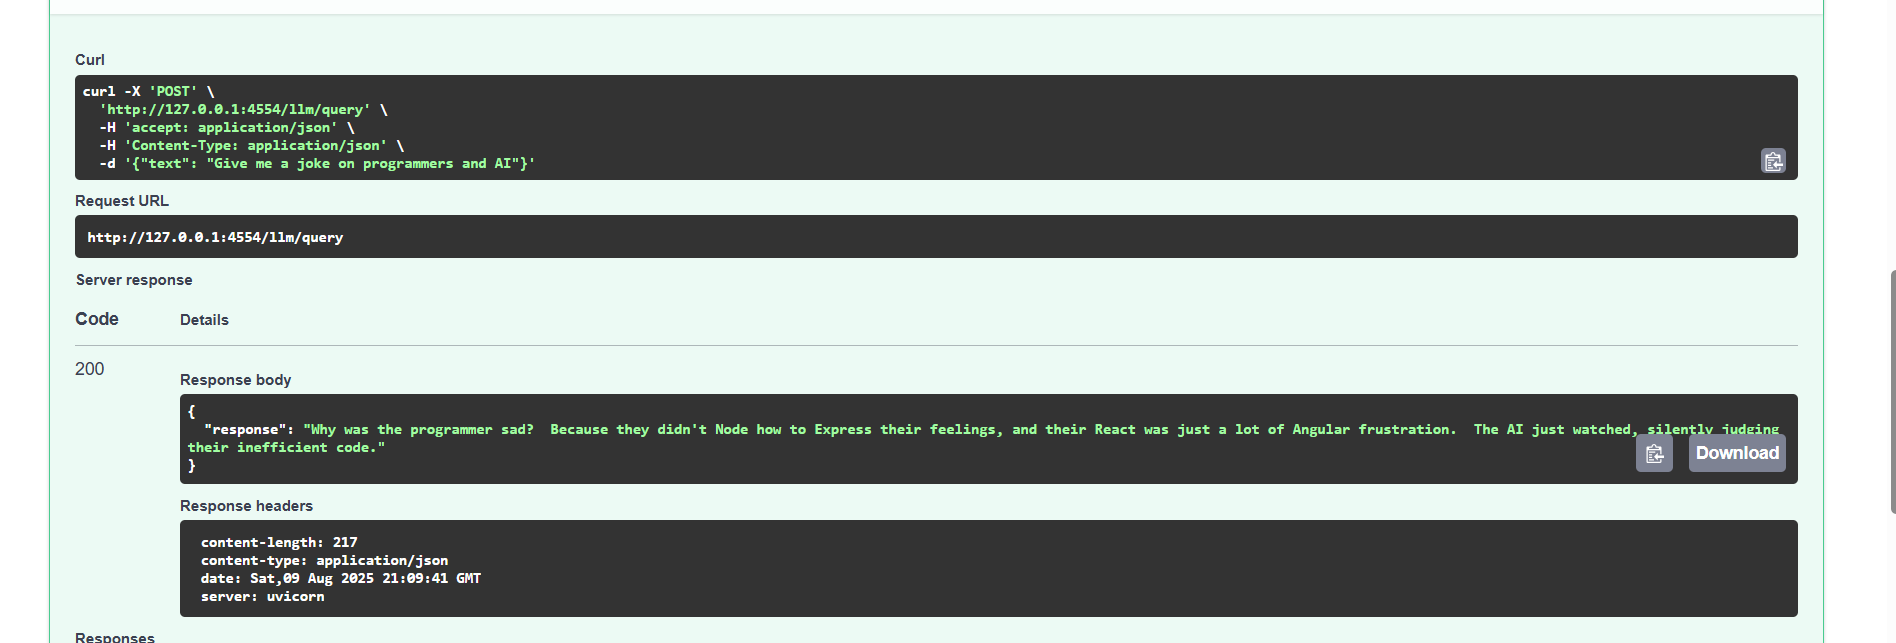 Curl
curl -X 'POST' \
  'http://127.0.0.1:4554/llm/query' \
  -H 'accept: application/json' \
  -H 'Content-Type: application/json' \
  -d '{"text": "Give me a joke on programmers and AI"}'
Request URL
http://127.0.0.1:4554/llm/query
Server response
Code Details
200
Response body
{
  "response": "Why was the programmer sad?  Because they didn't Node how to Express their feelings, and their React was just a lot of Angular frustration.  The AI just watched, silently judging
their inefficient code."
}
Download
Response headers
content-length: 217
content-type: application/json
date: Sat,09 Aug 2025 21:09:41 GMT
server: uvicorn
Responses